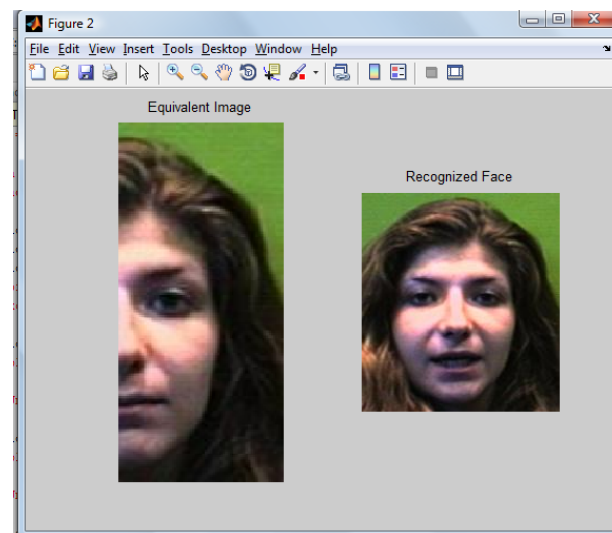 Figure 2
File Edit View Insert Tools Desktop Window Help
Equivalent Image
Recognized Face